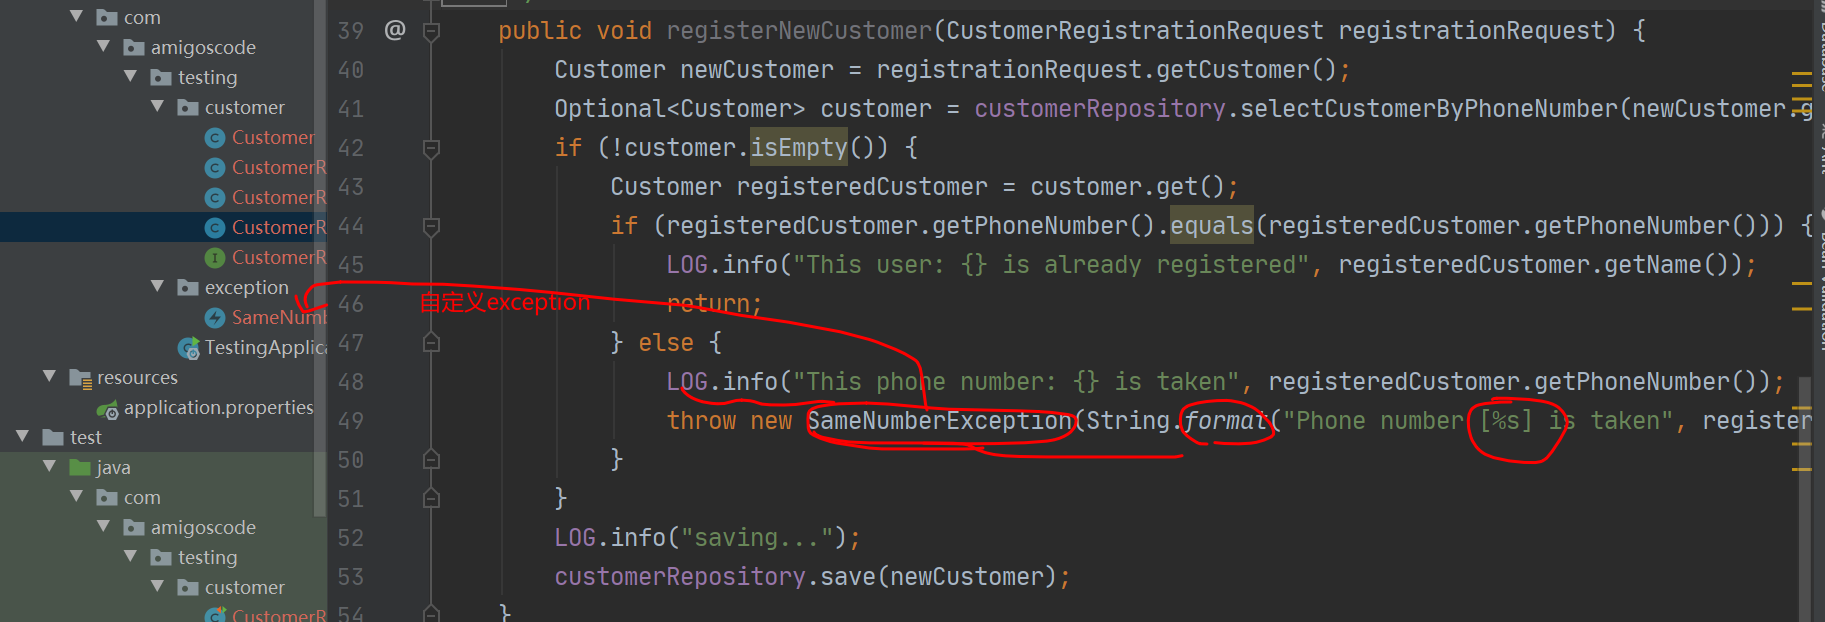 com
amigoscode
testing
customer
Customer
CustomerR
CustomerR
CustomerR
CustomerR
exception
SameNumb
TestingApplica
resources
application.properties
test
java
com
amigoscode
testing
customer
CustomerR
39 @ public void registerNewCustomer(CustomerRegistrationRequest registrationRequest) {
40 Customer newCustomer = registrationRequest.getCustomer();
41 Optional<Customer> customer = customerRepository.selectCustomerByPhoneNumber(newCustomer.g
42 if (!customer.isEmpty()) {
43 Customer registeredCustomer = customer.get();
44 if (registeredCustomer.getPhoneNumber().equals(registeredCustomer.getPhoneNumber())) {
45 LOG.info("This user: {} is already registered", registeredCustomer.getName());
46 return;
自定义exception
47 } else {
48 LOG.info("This phone number: {} is taken", registeredCustomer.getPhoneNumber());
49 throw new SameNumberException(String.format("Phone number [%s] is taken", register
50 }
51 }
52 LOG.info("saving...");
53 customerRepository.save(newCustomer);
54 }